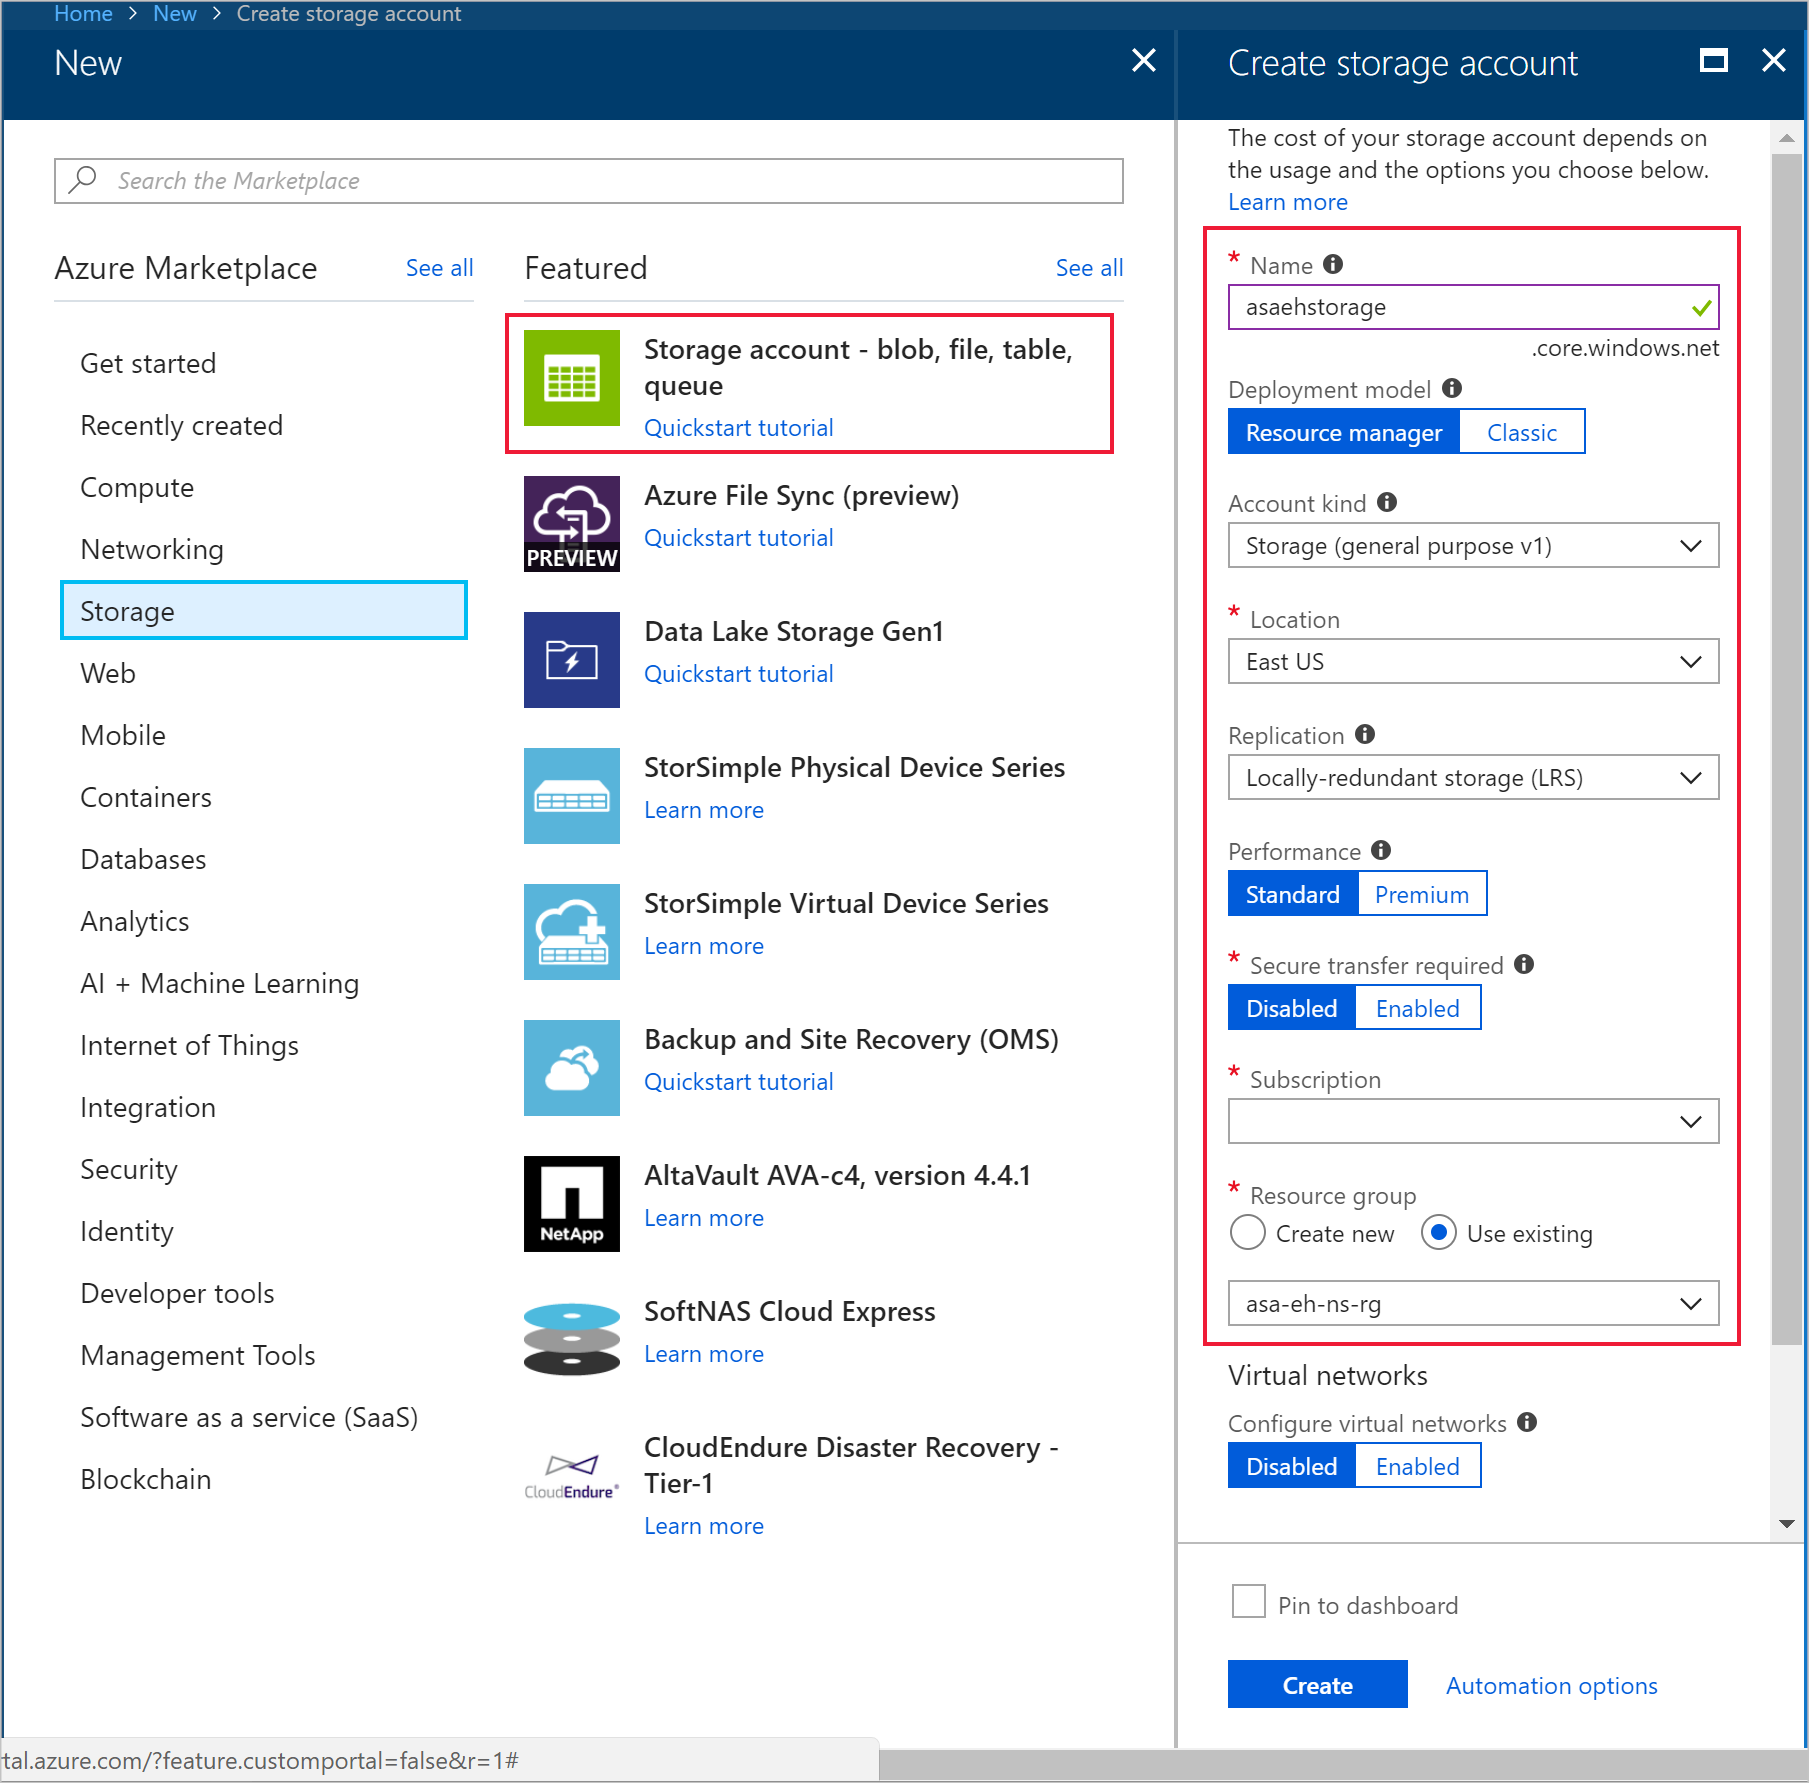 Home > New > Create storage account
New
Search the Marketplace
Azure Marketplace
See all
Get started
Recently created
Compute
Networking
Storage
Web
Mobile
Containers
Databases
Analytics
AI + Machine Learning
Internet of Things
Integration
Security
Identity
Developer tools
Management Tools
Software as a service (SaaS)
Blockchain
Featured
See all
Storage account - blob, file, table,
queue
Quickstart tutorial
PREVIEW
Azure File Sync (preview)
Quickstart tutorial
Data Lake Storage Gen1
Quickstart tutorial
StorSimple Physical Device Series
Learn more
StorSimple Virtual Device Series
Learn more
Backup and Site Recovery (OMS)
Quickstart tutorial
NetApp
AltaVault AVA-c4, version 4.4.1
Learn more
SoftNAS Cloud Express
Learn more
CloudEndure®
CloudEndure Disaster Recovery -
Tier-1
Learn more
Create storage account
The cost of your storage account depends on
the usage and the options you choose below.
Learn more
* Name
asaehstorage
.core.windows.net
Deployment model
Resource manager Classic
Account kind
Storage (general purpose v1)
* Location
East US
Replication
Locally-redundant storage (LRS)
Performance
Standard Premium
* Secure transfer required
Disabled Enabled
* Subscription
* Resource group
Create new Use existing
asa-eh-ns-rg
Virtual networks
Configure virtual networks
Disabled Enabled
Pin to dashboard
Create Automation options
tal.azure.com/?feature.customportal=false&r=1#